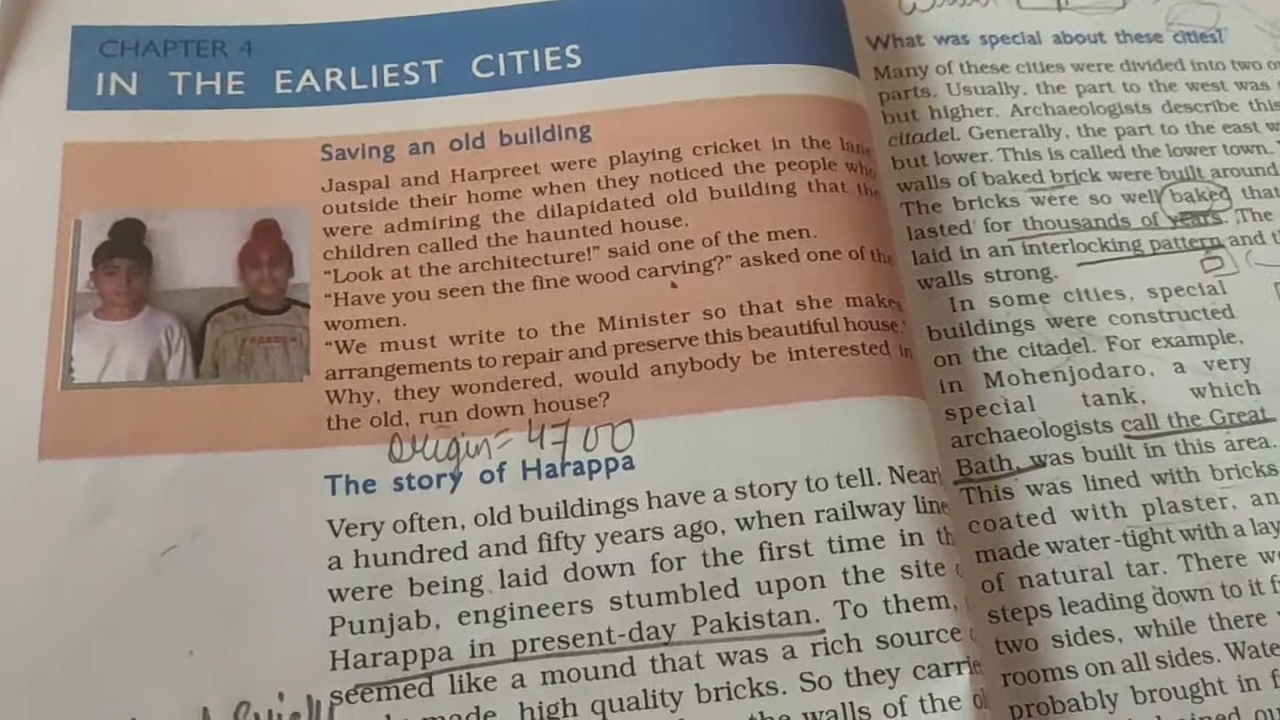 CHAPTER 4
IN THE EARLIEST CITIES
Saving an old building
Jaspal and Harpreet were playing cricket in the lane
outside their home when they noticed the people who
were admiring the dilapidated old building that the
children called the haunted house.
“Look at the architecture!” said one of the men.
“Have you seen the fine wood carving?” asked one of the
women.
“We must write to the Minister so that she makes
arrangements to repair and preserve this beautiful house.”
Why, they wondered, would anybody be interested in
the old, run down house?
Origin = 4700
The story of Harappa
Very often, old buildings have a story to tell. Nearl
a hundred and fifty years ago, when railway line
were being laid down for the first time in th
Punjab, engineers stumbled upon the site
Harappa in present-day Pakistan. To them,
seemed like a mound that was a rich source
made, high quality bricks. So they carrie
the walls of the ol
What was special about these cities?
Many of these cities were divided into two o
parts. Usually, the part to the west was
but higher. Archaeologists describe this
citadel. Generally, the part to the east w
but lower. This is called the lower town.
walls of baked brick were built around
The bricks were so well baked that
lasted for thousands of years. The
laid in an interlocking pattern and t
walls strong.
In some cities, special
buildings were constructed
on the citadel. For example,
in Mohenjodaro, a very
special tank, which
archaeologists call the Great
Bath, was built in this area.
This was lined with bricks,
coated with plaster, an
made water-tight with a lay
of natural tar. There we
steps leading down to it f
two sides, while there
rooms on all sides. Wate
probably brought in f